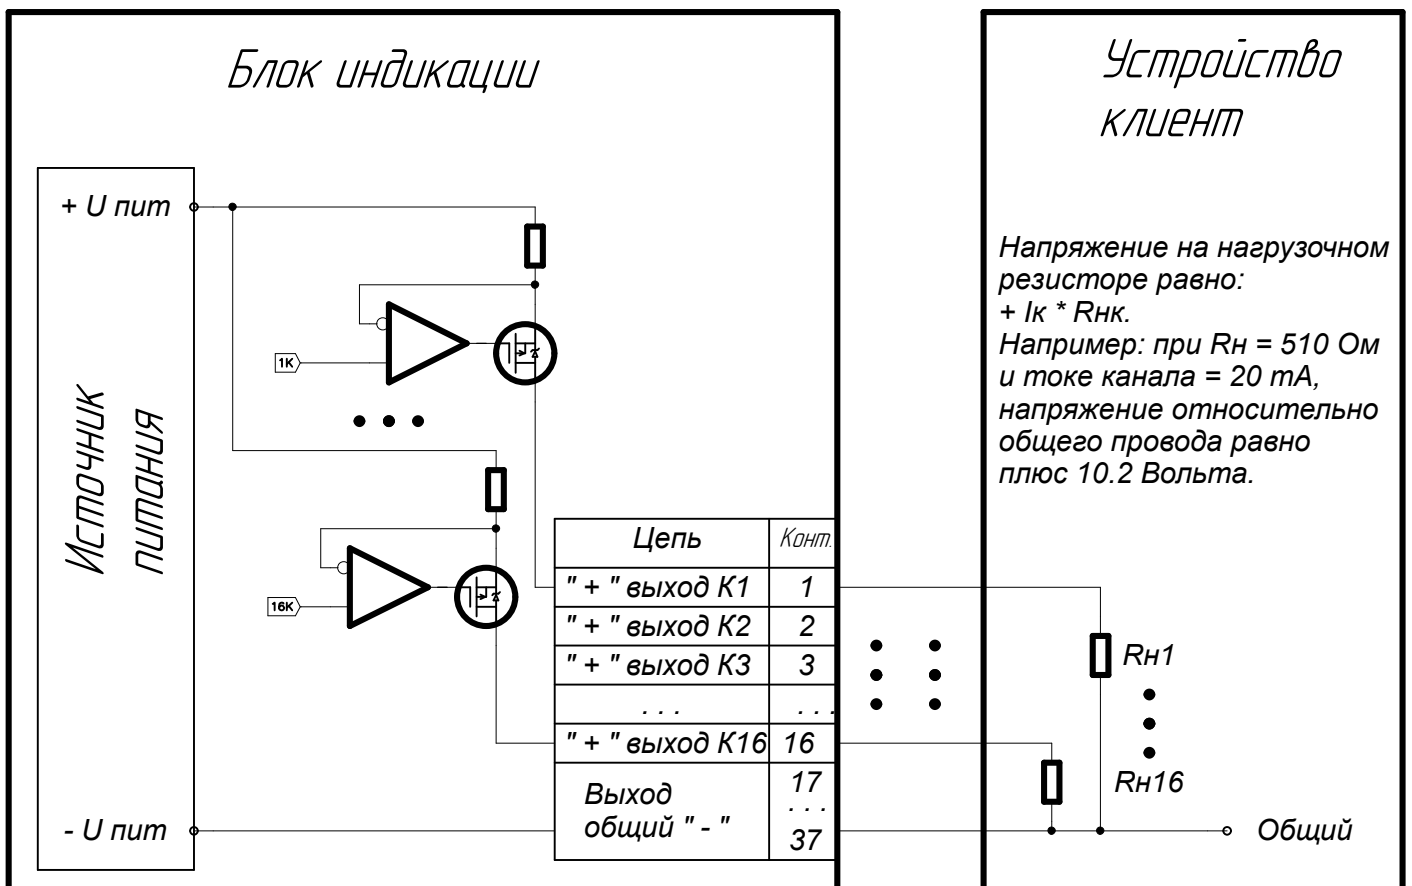 Блок индикации
Устройство
клиент
+ U пит
Источник
питания
- U пит
1K
16K
Напряжение на нагрузочном
резисторе равно:
+ Iк * Rнк.
Например: при Rн = 510 Ом
и токе канала = 20 mA,
напряжение относительно
общего провода равно
плюс 10.2 Вольта.
Цепь Конт.
" + " выход К1 1
" + " выход К2 2
" + " выход К3 3
. . . . . .
" + " выход К16 16
Выход
общий " - "
17
. . .
37
Rн1
Rн16
Общий